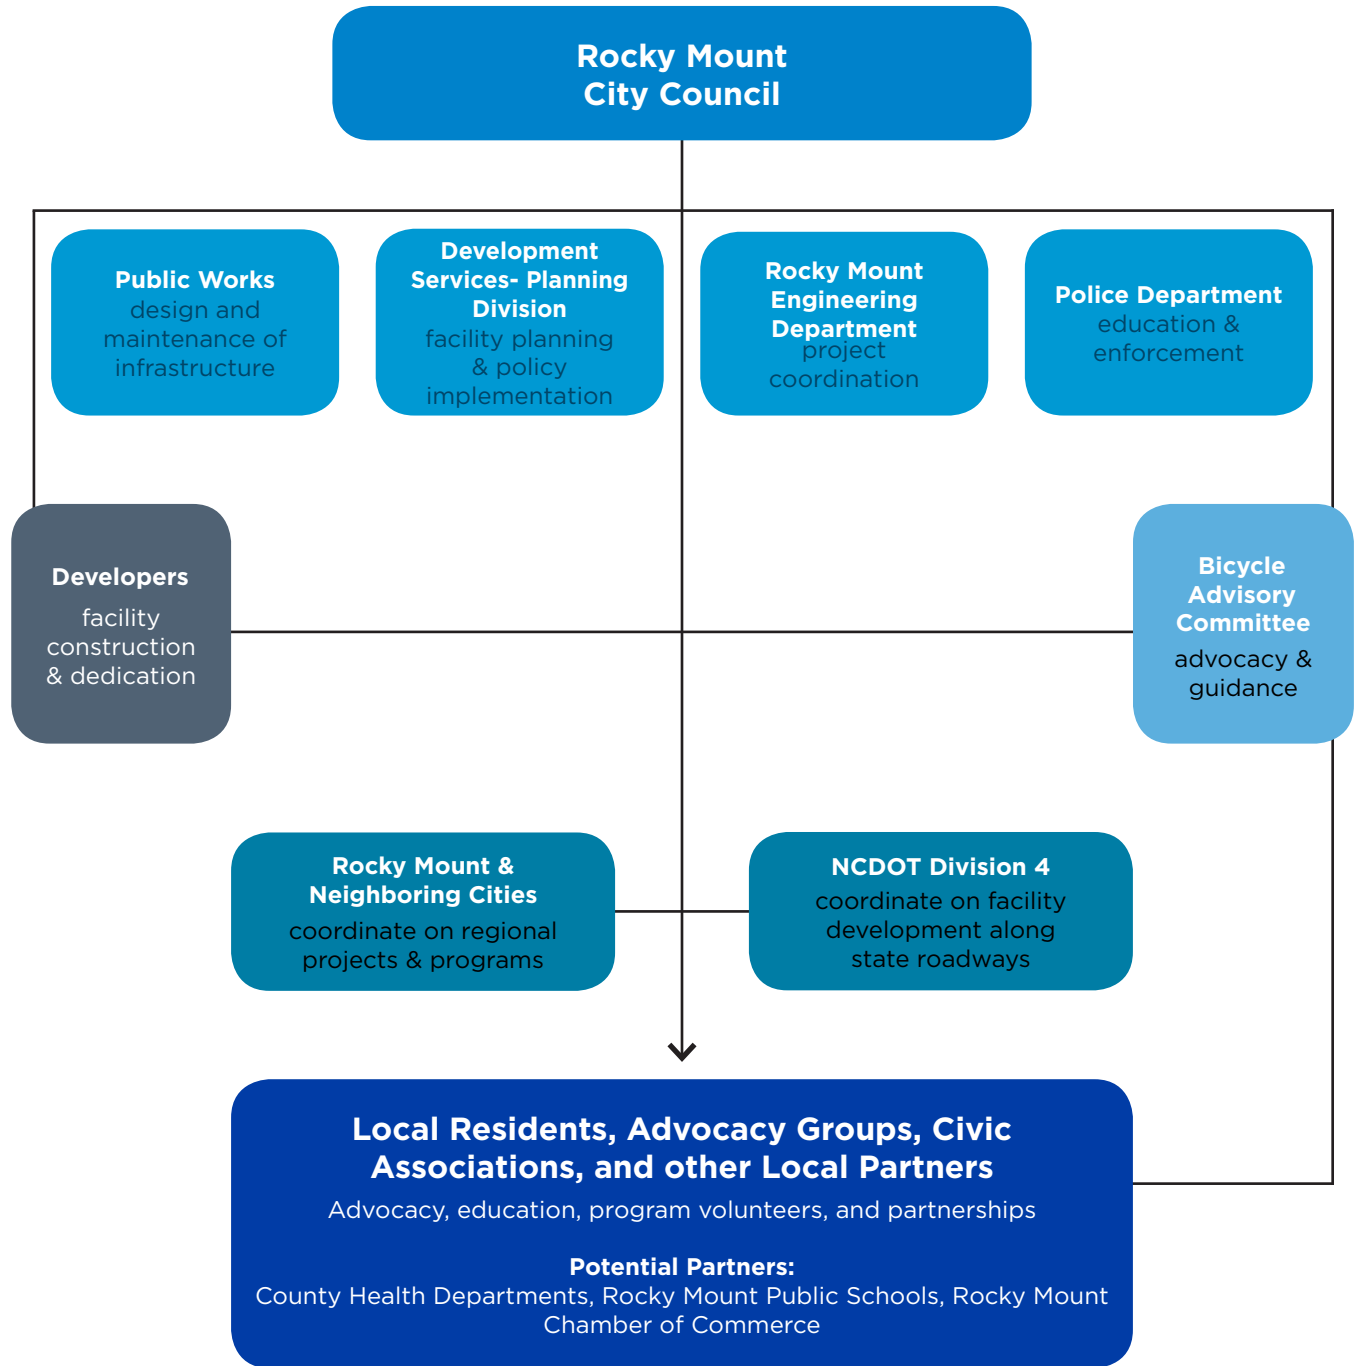 Rocky Mount
City Council
Public Works
design and
maintenance of
infrastructure
Development
Services- Planning
Division
facility planning
& policy
implementation
Rocky Mount
Engineering
Department
project
coordination
Police Department
education &
enforcement
Developers
facility
construction
& dedication
Bicycle
Advisory
Committee
advocacy &
guidance
Rocky Mount &
Neighboring Cities
coordinate on regional
projects & programs
NCDOT Division 4
coordinate on facility
development along
state roadways
Local Residents, Advocacy Groups, Civic
Associations, and other Local Partners
Advocacy, education, program volunteers, and partnerships
Potential Partners:
County Health Departments, Rocky Mount Public Schools, Rocky Mount
Chamber of Commerce